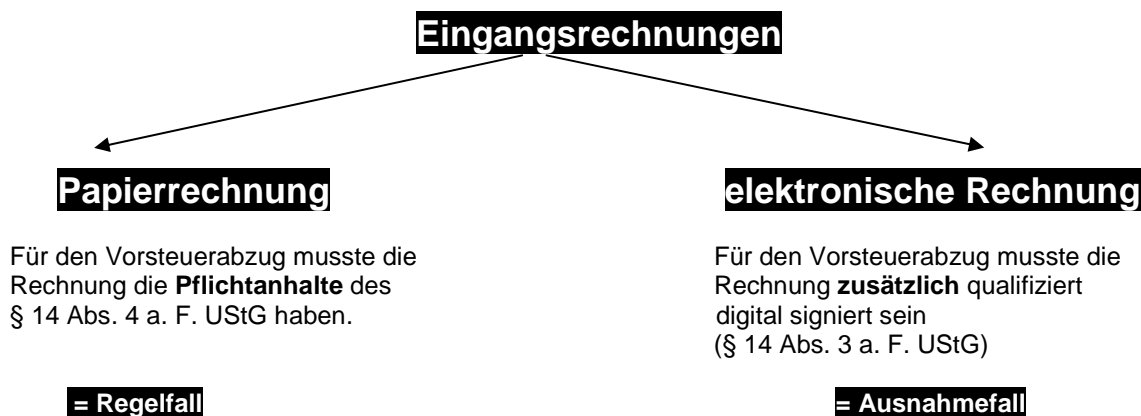 Eingangsrechnungen
Papierrechnung
Für den Vorsteuerabzug musste die
Rechnung die Pflichtanhalte des
§ 14 Abs. 4 a. F. UStG haben.
= Regelfall
elektronische Rechnung
Für den Vorsteuerabzug musste die
Rechnung zusätzlich qualifiziert
digital signiert sein
(§ 14 Abs. 3 a. F. UStG)
= Ausnahmefall